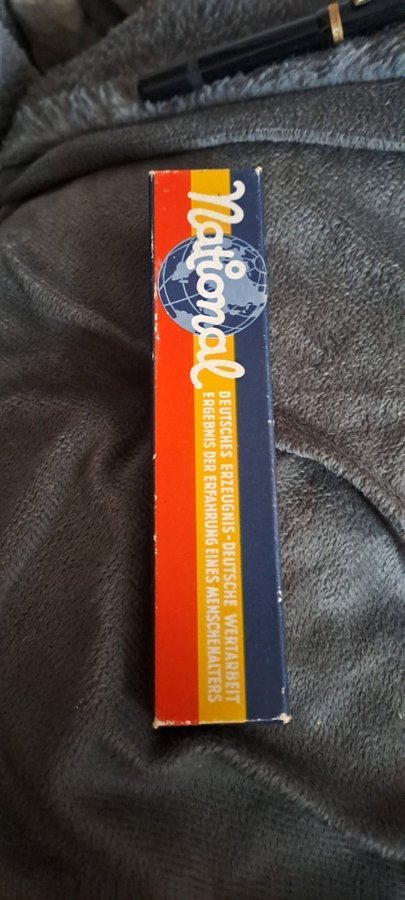 National
DEUTSCHES ERZEUGNIS-DEUTSCHE WERTARBEIT
ERGEBNIS DER ERFAHRUNG EINES MENSCHENALTERS